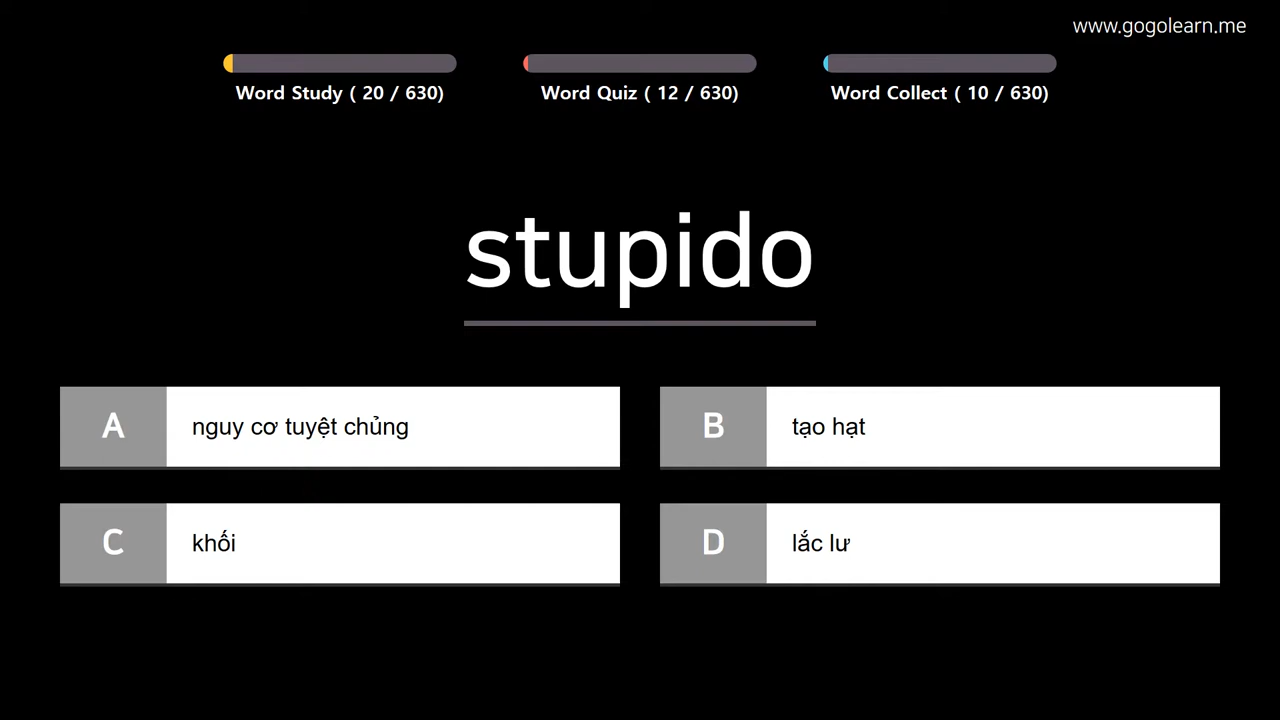 www.gogolearn.me
Word Study ( 20 / 630)
Word Quiz ( 12 / 630)
Word Collect ( 10 / 630)
stupido
A nguy cơ tuyệt chủng
B tạo hạt
C khối
D lắc lư